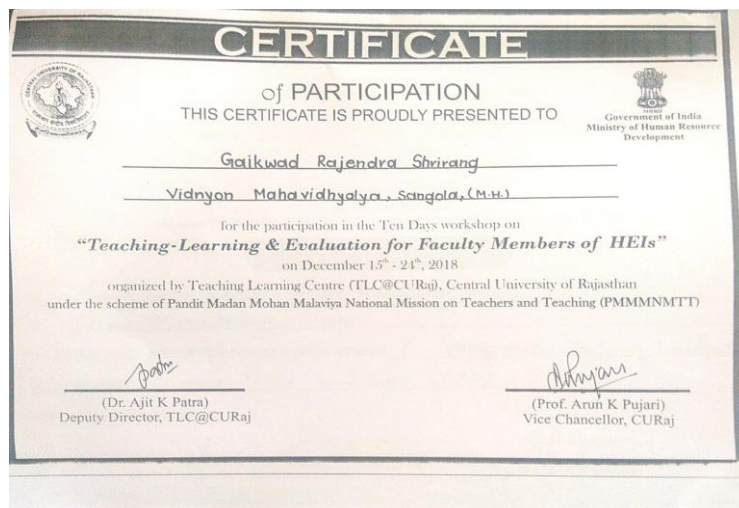 CERTIFICATE
of PARTICIPATION
THIS CERTIFICATE IS PROUDLY PRESENTED TO
Government of India
Ministry of Human Resource
Development
Gaikwad Rajendra Shrirang
Vidnyon Mahavidhyalya, Sangola, (M.H.)
for the participation in the Ten Days workshop on
"Teaching-Learning & Evaluation for Faculty Members of HEIs"
on December 15th - 24th, 2018
organized by Teaching Learning Centre (TLC@CURaj), Central University of Rajasthan
under the scheme of Pandit Madan Mohan Malaviya National Mission on Teachers and Teaching (PMMMNMTT)
(Dr. Ajit K Patra)
Deputy Director, TLC@CURaj
(Prof. Arun K Pujari)
Vice Chancellor, CURaj